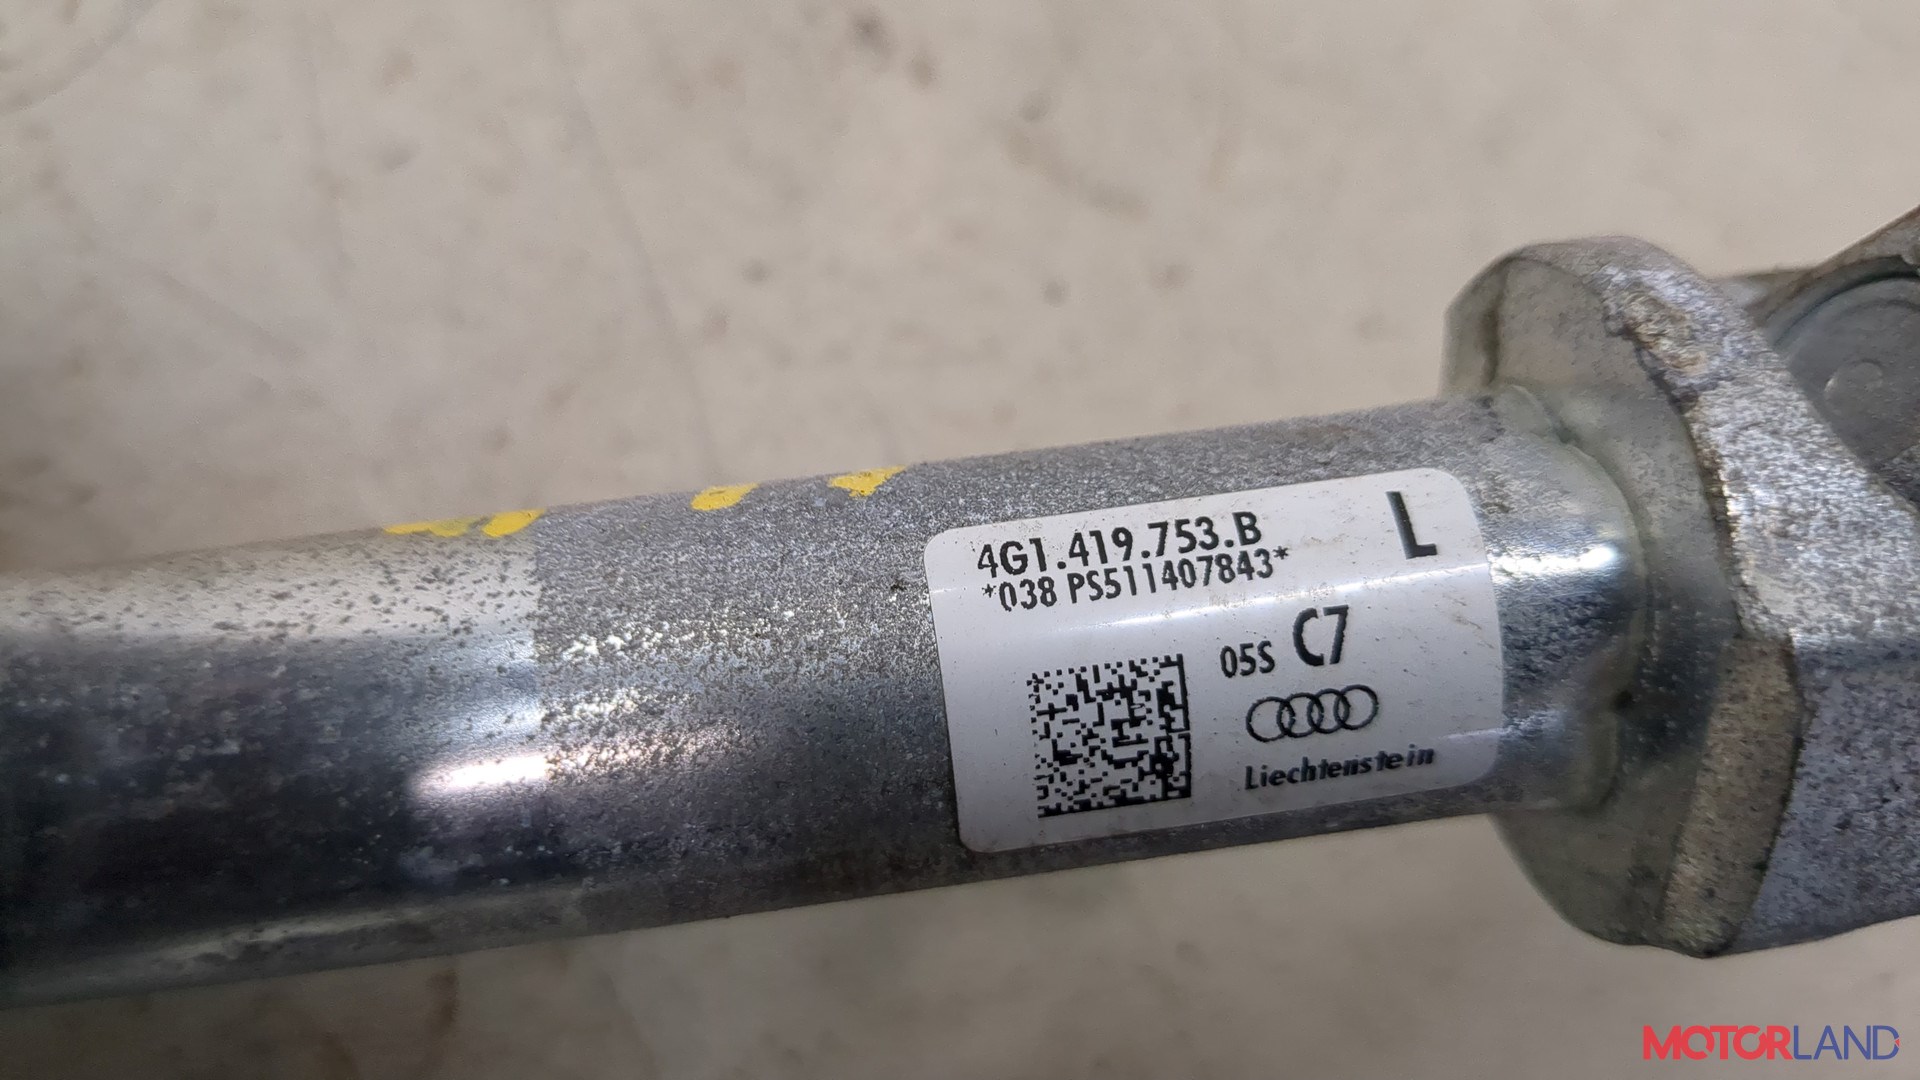 4G1.419.753.B L
*038 PS511407843*
05S C7
Liechtenstein
MOTORLAND